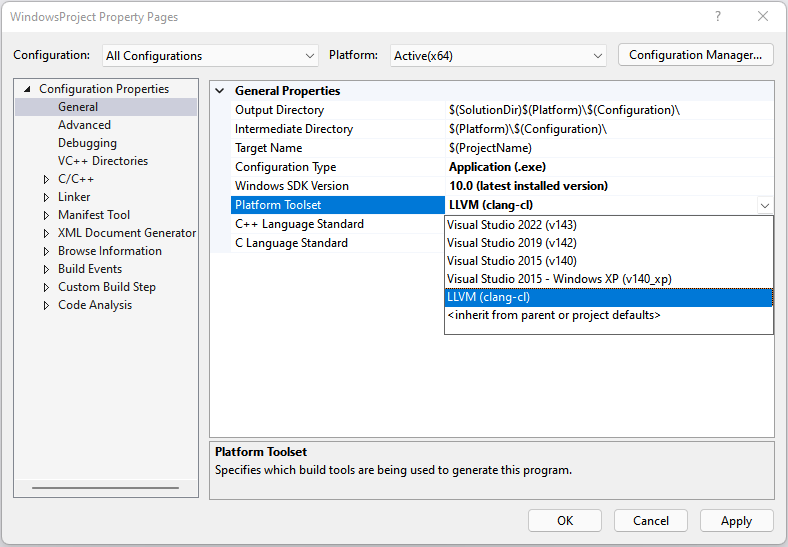 WindowsProject Property Pages
?
Configuration: All Configurations Platform: Active(x64) Configuration Manager...
Configuration Properties
General
Advanced
Debugging
VC++ Directories
C/C++
Linker
Manifest Tool
XML Document Generator
Browse Information
Build Events
Custom Build Step
Code Analysis
General Properties
Output Directory $(SolutionDir)$(Platform)\$(Configuration)\
Intermediate Directory $(Platform)\$(Configuration)\
Target Name $(ProjectName)
Configuration Type Application (.exe)
Windows SDK Version 10.0 (latest installed version)
Platform Toolset LLVM (clang-cl)
C++ Language Standard
C Language Standard
Visual Studio 2022 (v143)
Visual Studio 2019 (v142)
Visual Studio 2015 (v140)
Visual Studio 2015 - Windows XP (v140_xp)
LLVM (clang-cl)
<inherit from parent or project defaults>
Platform Toolset
Specifies which build tools are being used to generate this program.
OK Cancel Apply